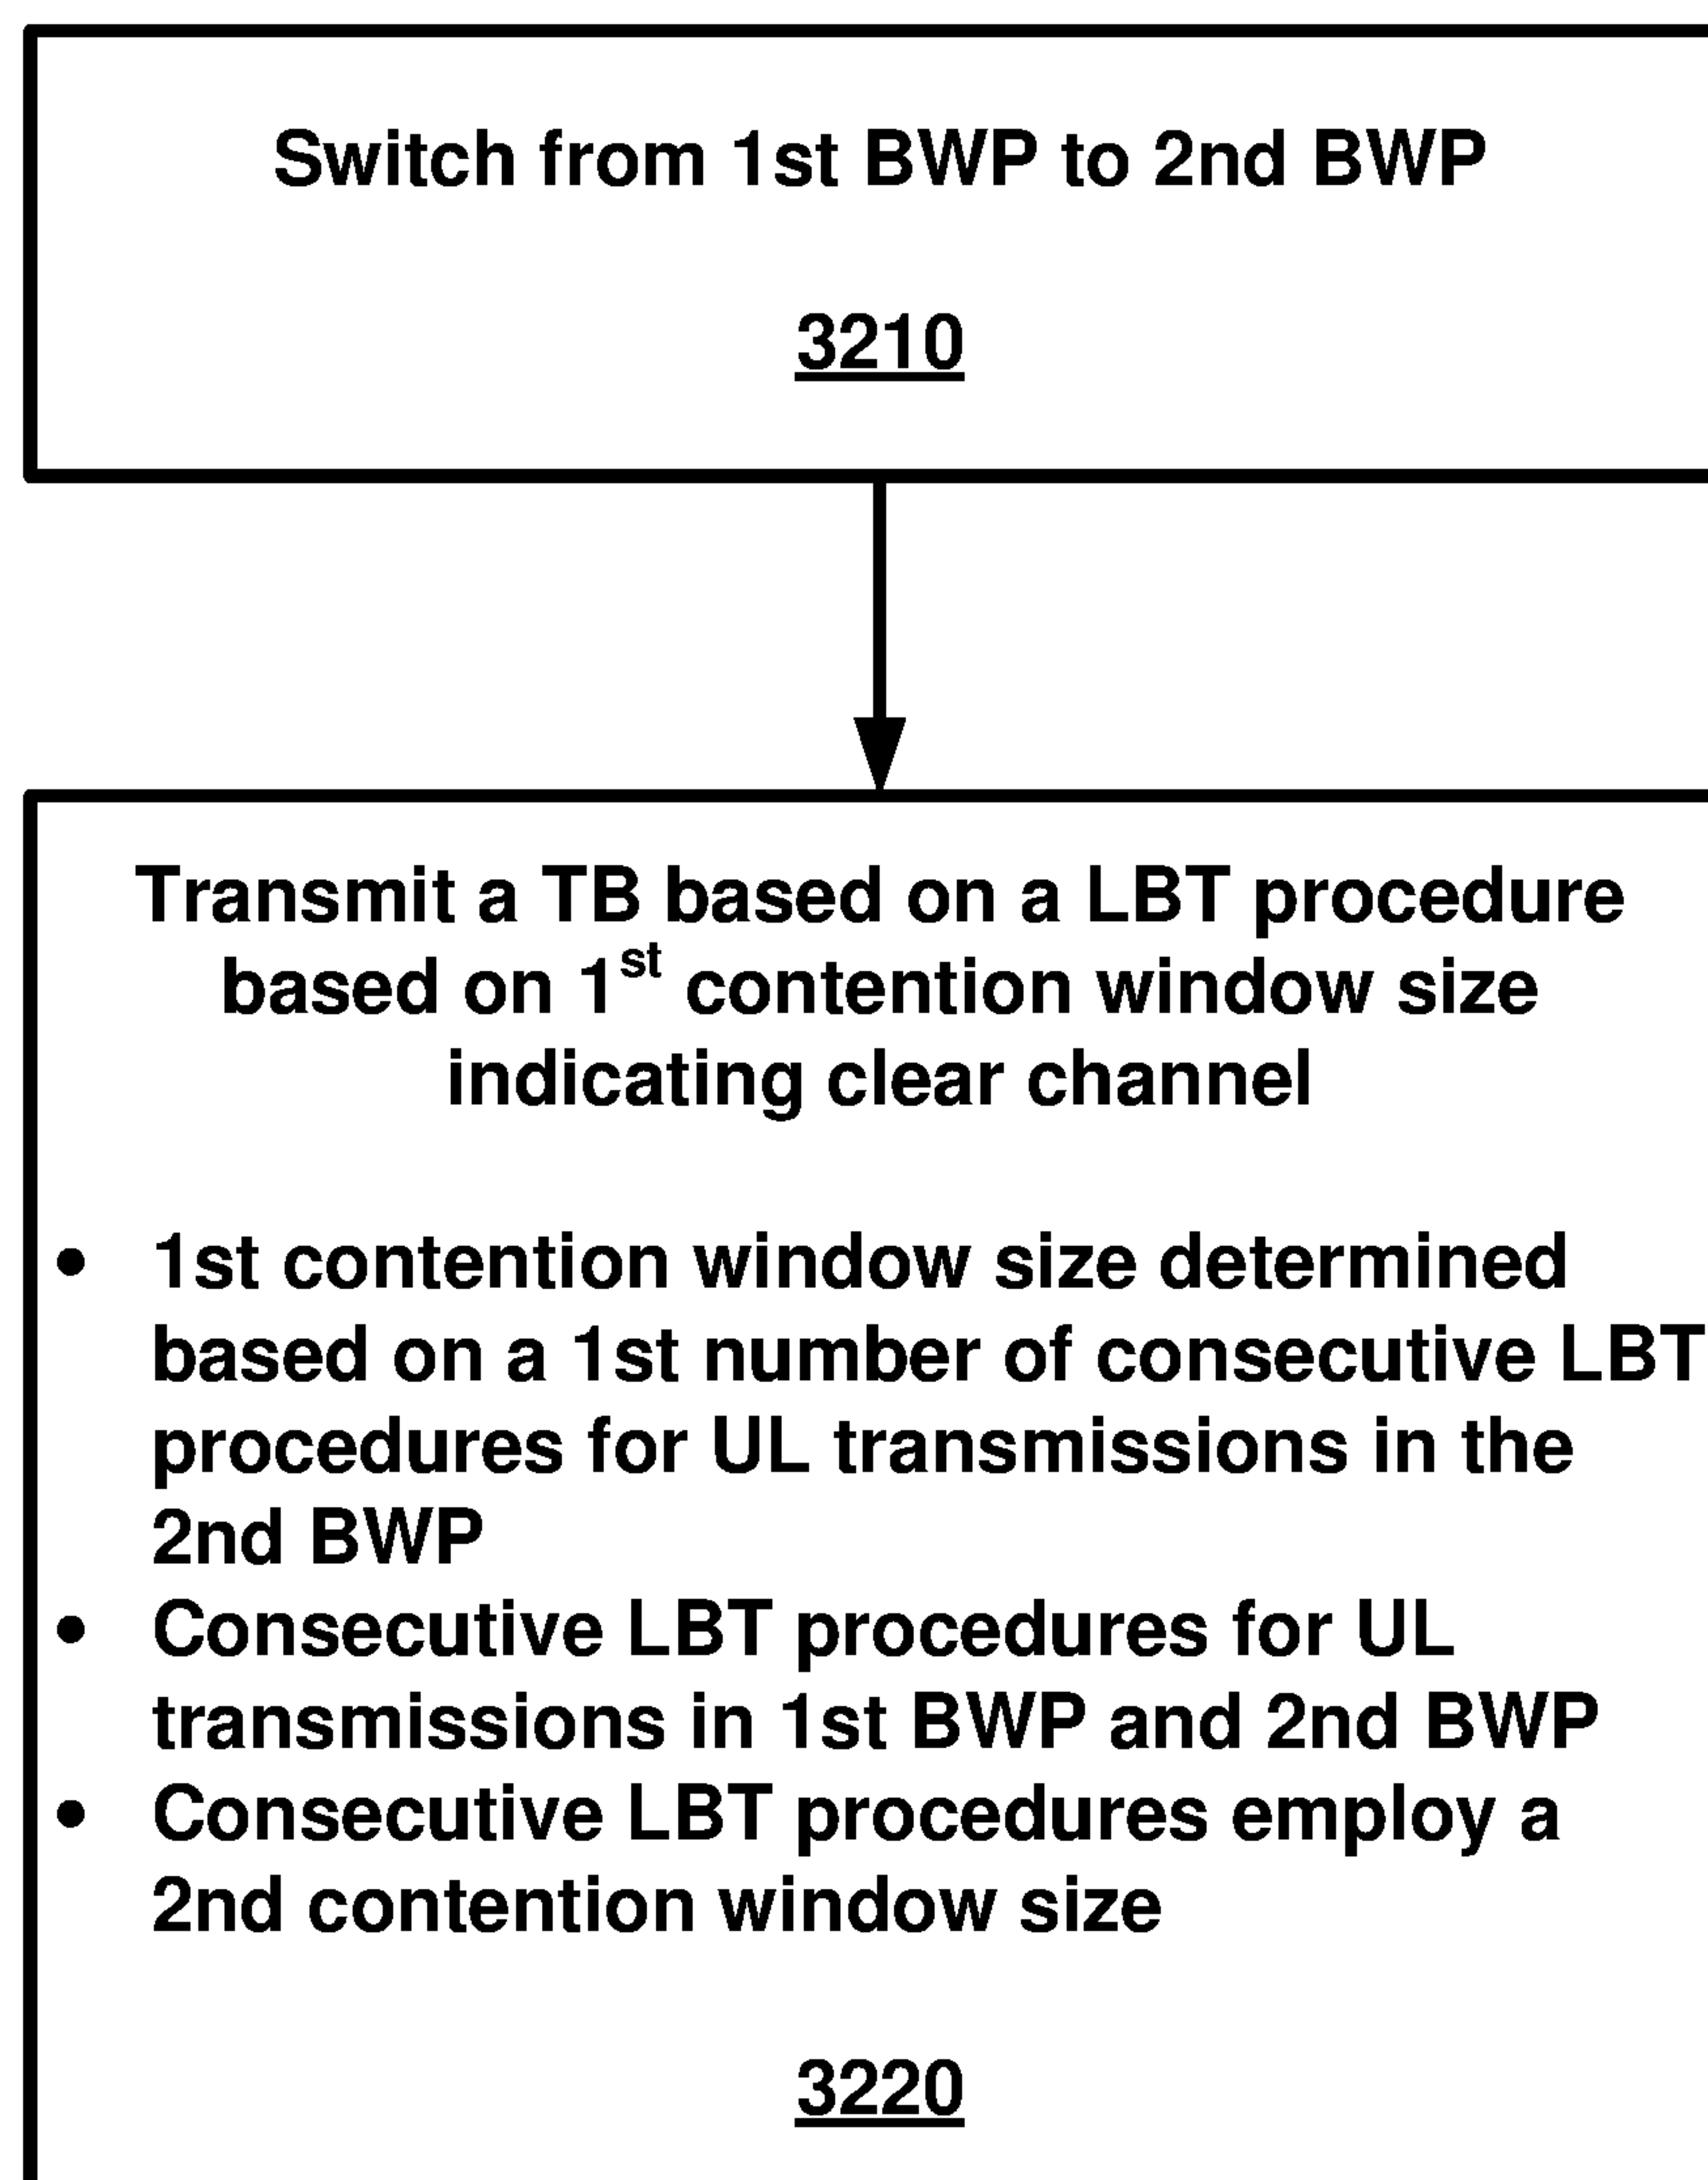 Switch from 1st BWP to 2nd BWP
3210
Transmit a TB based on a LBT procedure
based on 1st contention window size
indicating clear channel
• 1st contention window size determined
based on a 1st number of consecutive LBT
procedures for UL transmissions in the
2nd BWP
• Consecutive LBT procedures for UL
transmissions in 1st BWP and 2nd BWP
• Consecutive LBT procedures employ a
2nd contention window size
3220